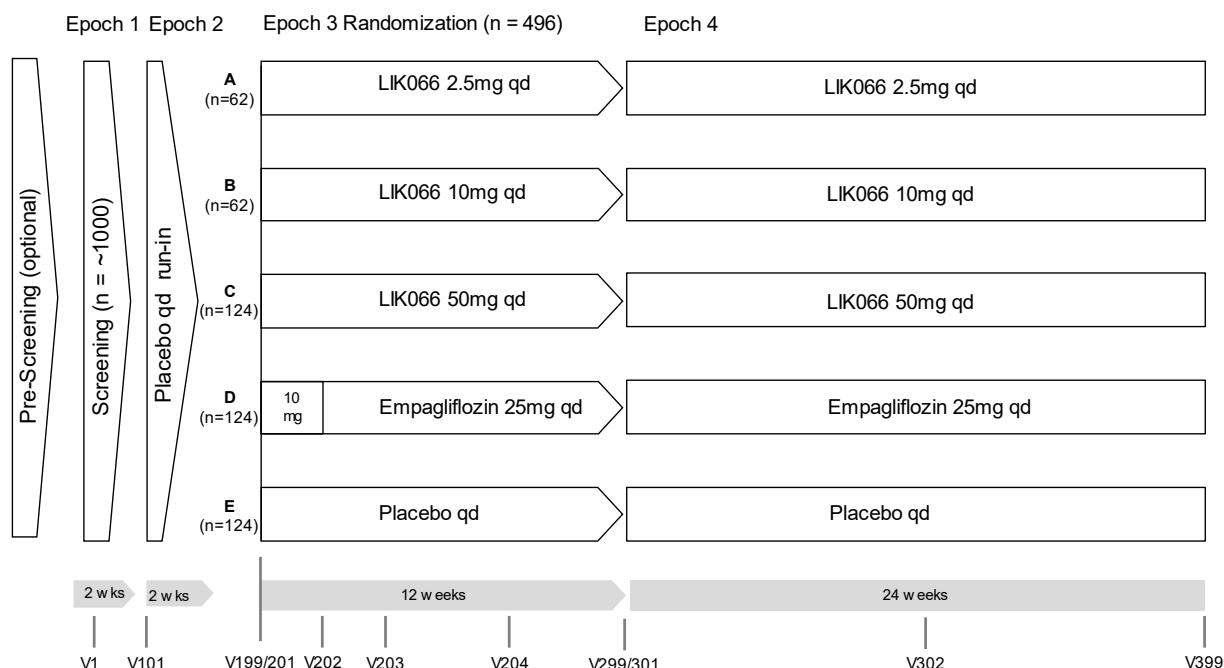 Epoch 1 Epoch 2 Epoch 3 Randomization (n = 496) Epoch 4
Pre-Screening (optional)
Screening (n = ~1000)
Placebo qd run-in
A
(n=62)
LIK066 2.5mg qd
LIK066 2.5mg qd
B
(n=62)
LIK066 10mg qd
LIK066 10mg qd
C
(n=124)
LIK066 50mg qd
LIK066 50mg qd
D
(n=124)
10
mg
Empagliflozin 25mg qd
Empagliflozin 25mg qd
E
(n=124)
Placebo qd
Placebo qd
2 wks 2 wks 12 weeks 24 weeks
V1 V101 V199/201 V202 V203 V204 V299/301 V302 V399